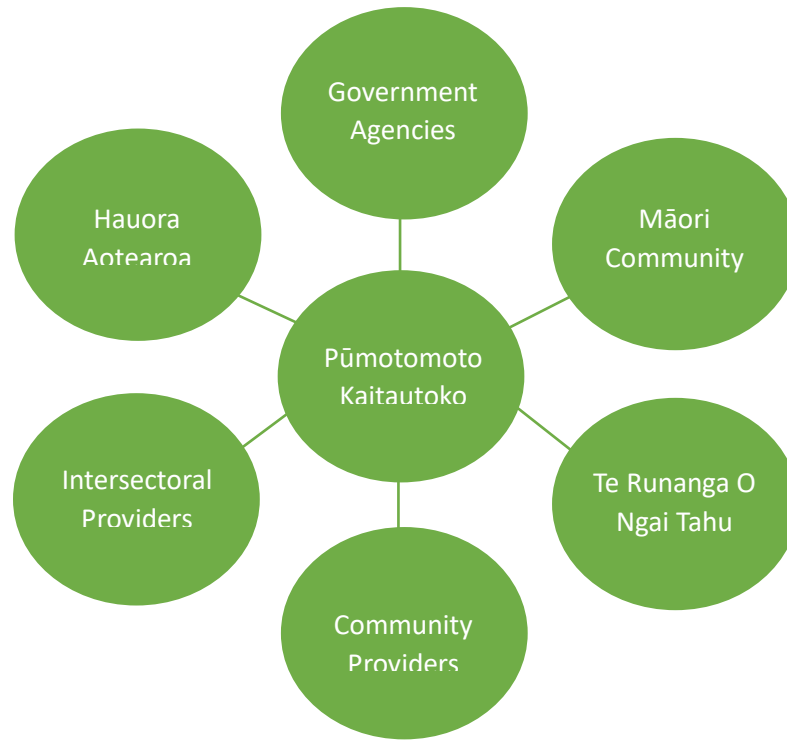 Government
Agencies
Hauora
Aotearoa
Māori
Community
Pūmotomoto
Kaitautoko
Intersectoral
Providers
Te Runanga O
Ngai Tahu
Community
Providers